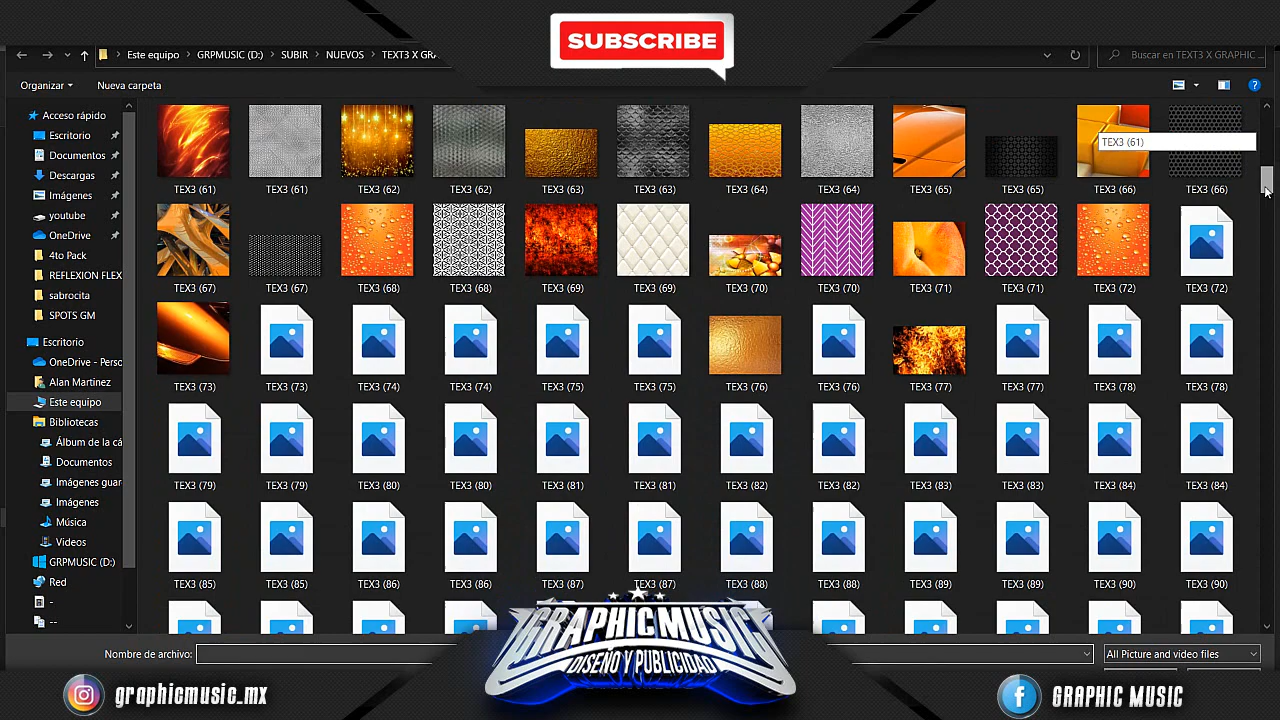 SUBSCRIBE
Este equipo > GRPMUSIC (D:) > SUBIR > NUEVOS > TEXT3 X GRA
Buscar en TEXT3 X GRAPHIC ...
Organizar
Nueva carpeta
Acceso rápido
Escritorio
Documentos
Descargas
Imágenes
youtube
OneDrive
4to Pack
REFLEXION FLEX
sabrocita
SPOTS GM
Escritorio
OneDrive - Perso
Alan Martinez
Este equipo
Bibliotecas
Álbum de la cá
Documentos
Imágenes guar
Imágenes
Música
Videos
GRPMUSIC (D:)
Red
-
--
TEX3 (61)
TEX3 (61) TEX3 (61) TEX3 (62) TEX3 (62) TEX3 (63) TEX3 (63) TEX3 (64) TEX3 (64) TEX3 (65) TEX3 (65) TEX3 (66) TEX3 (66)
TEX3 (67) TEX3 (67) TEX3 (68) TEX3 (68) TEX3 (69) TEX3 (69) TEX3 (70) TEX3 (70) TEX3 (71) TEX3 (71) TEX3 (72) TEX3 (72)
TEX3 (73) TEX3 (73) TEX3 (74) TEX3 (74) TEX3 (75) TEX3 (75) TEX3 (76) TEX3 (76) TEX3 (77) TEX3 (77) TEX3 (78) TEX3 (78)
TEX3 (79) TEX3 (79) TEX3 (80) TEX3 (80) TEX3 (81) TEX3 (81) TEX3 (82) TEX3 (82) TEX3 (83) TEX3 (83) TEX3 (84) TEX3 (84)
TEX3 (85) TEX3 (85) TEX3 (86) TEX3 (86) TEX3 (87) TEX3 (87) TEX3 (88) TEX3 (88) TEX3 (89) TEX3 (89) TEX3 (90) TEX3 (90)
GRAPHICMUSIC
DISEÑO Y PUBLICIDAD
Nombre de archivo:
All Picture and video files
graphicmusic_mx
GRAPHIC MUSIC